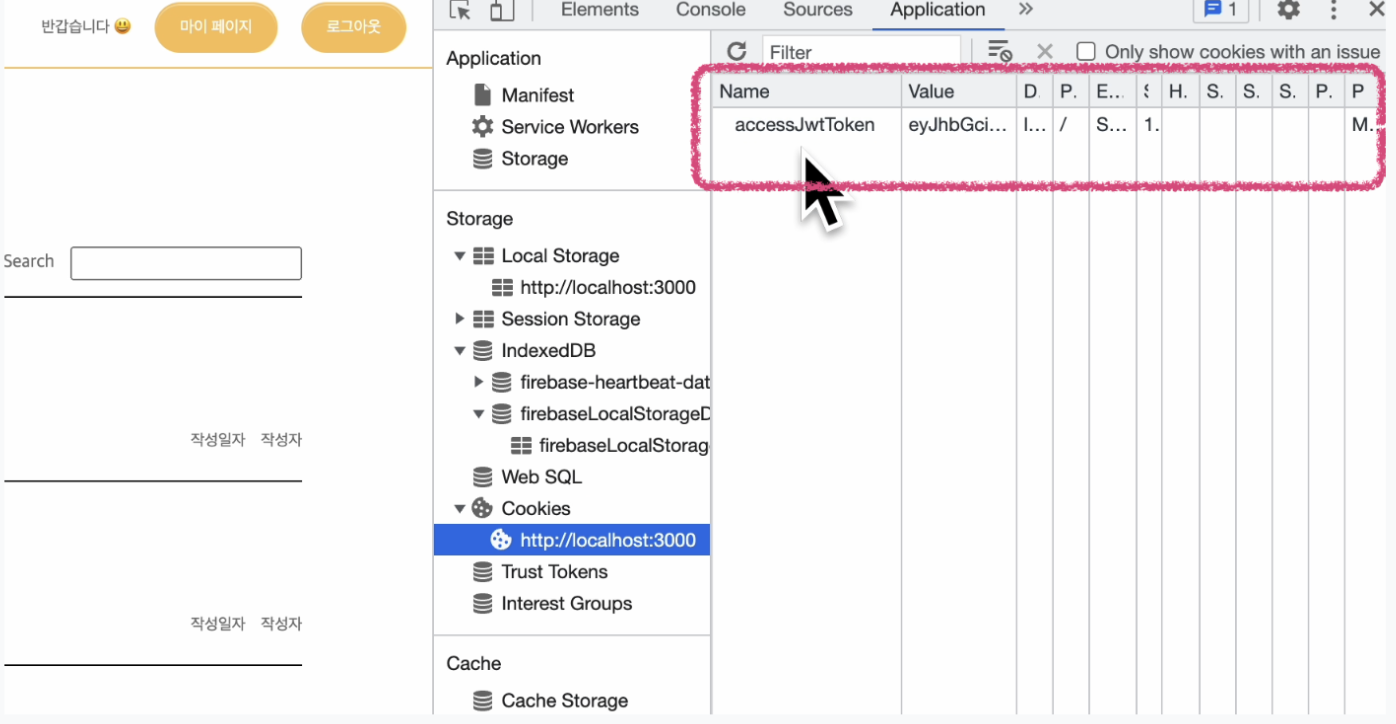 반갑습니다 😃 마이 페이지 로그아웃
Search
작성일자 작성자
작성일자 작성자
Elements Console Sources Application » 1
Application
Manifest
Service Workers
Storage
Storage
Local Storage
http://localhost:3000
Session Storage
IndexedDB
firebase-heartbeat-dat
firebaseLocalStorageD
firebaseLocalStorag
Web SQL
Cookies
http://localhost:3000
Trust Tokens
Interest Groups
Cache
Cache Storage
Filter Only show cookies with an issue
Name Value D. P. E... H. S. S. S. P. P
accessJwtToken eyJhbGci... I... / S... 1. M..